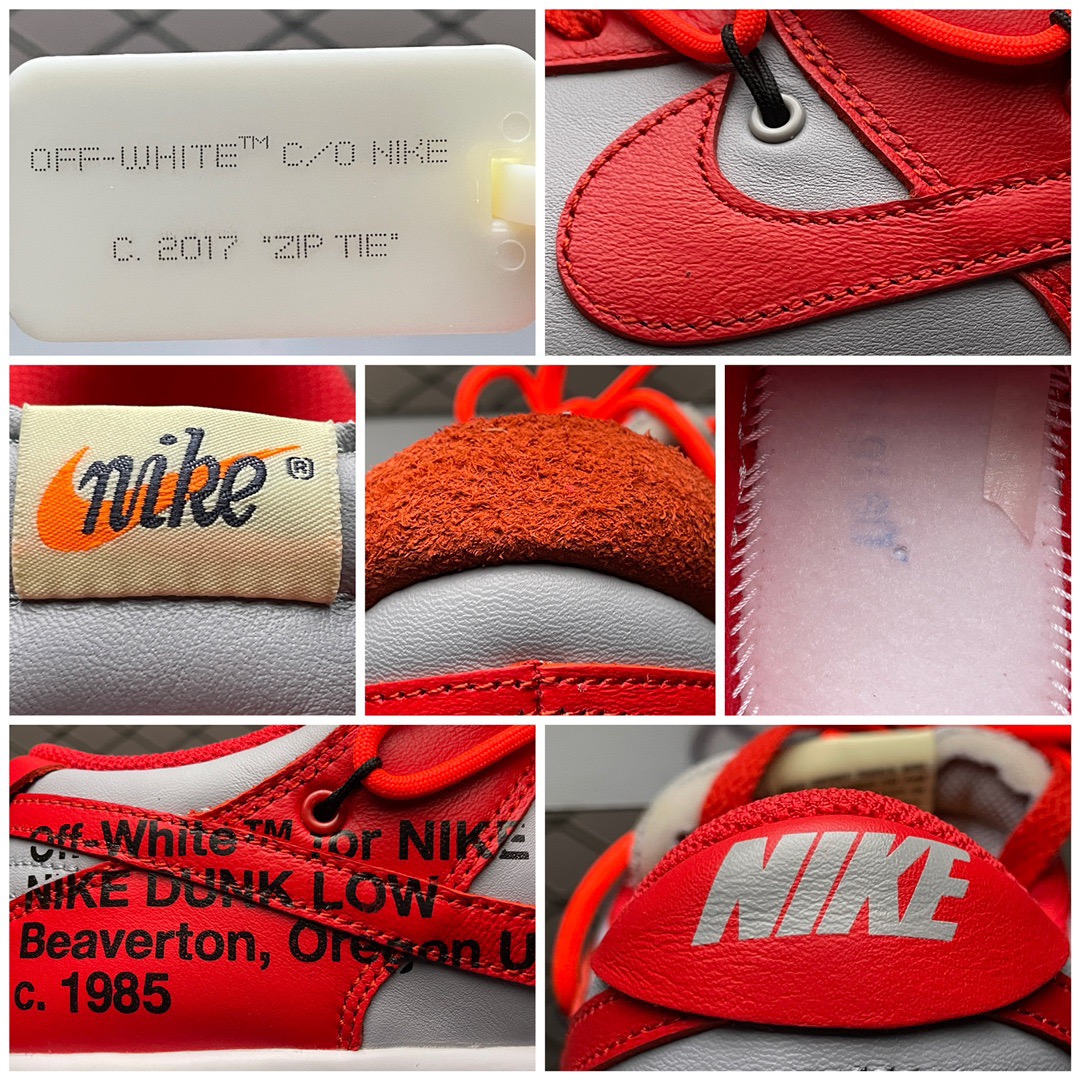 OFF-WHITE™ C/O NIKE
C. 2017 "ZIP TIE"
nike ®
Off-White™ for NIKE
NIKE DUNK LOW
Beaverton, Oregon U
c. 1985
NIKE